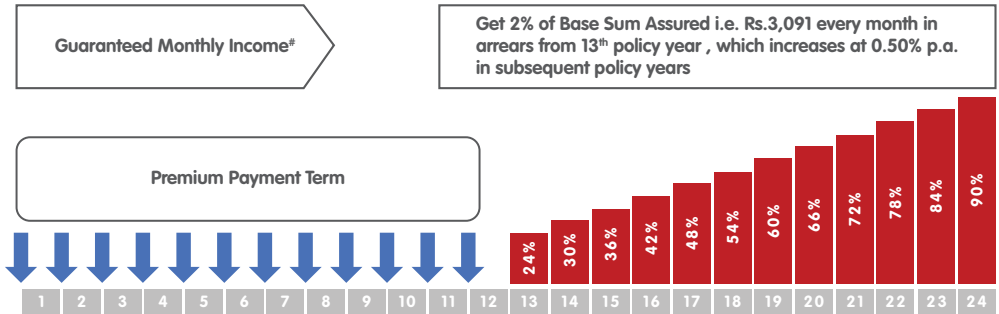 Guaranteed Monthly Income#
Get 2% of Base Sum Assured i.e. Rs.3,091 every month in
arrears from 13th policy year , which increases at 0.50% p.a.
in subsequent policy years
Premium Payment Term
24% 30% 36% 42% 48% 54% 60% 66% 72% 78% 84% 90%
1 2 3 4 5 6 7 8 9 10 11 12 13 14 15 16 17 18 19 20 21 22 23 24